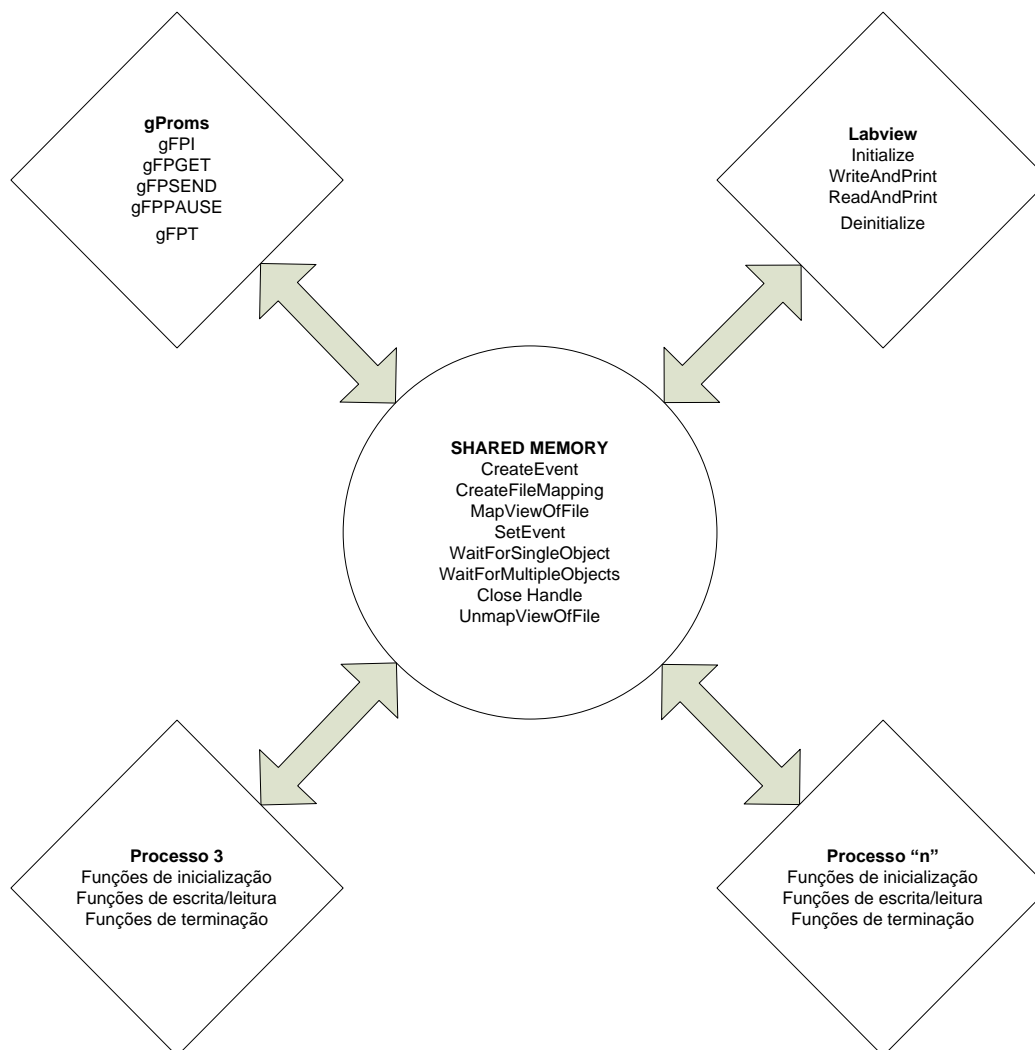 gProms
gFPI
gFPGET
gFPSEND
gFPPAUSE
gFPT
Labview
Initialize
WriteAndPrint
ReadAndPrint
Deinitialize
SHARED MEMORY
CreateEvent
CreateFileMapping
MapViewOfFile
SetEvent
WaitForSingleObject
WaitForMultipleObjects
Close Handle
UnmapViewOfFile
Processo 3
Funções de inicialização
Funções de escrita/leitura
Funções de terminação
Processo “n”
Funções de inicialização
Funções de escrita/leitura
Funções de terminação